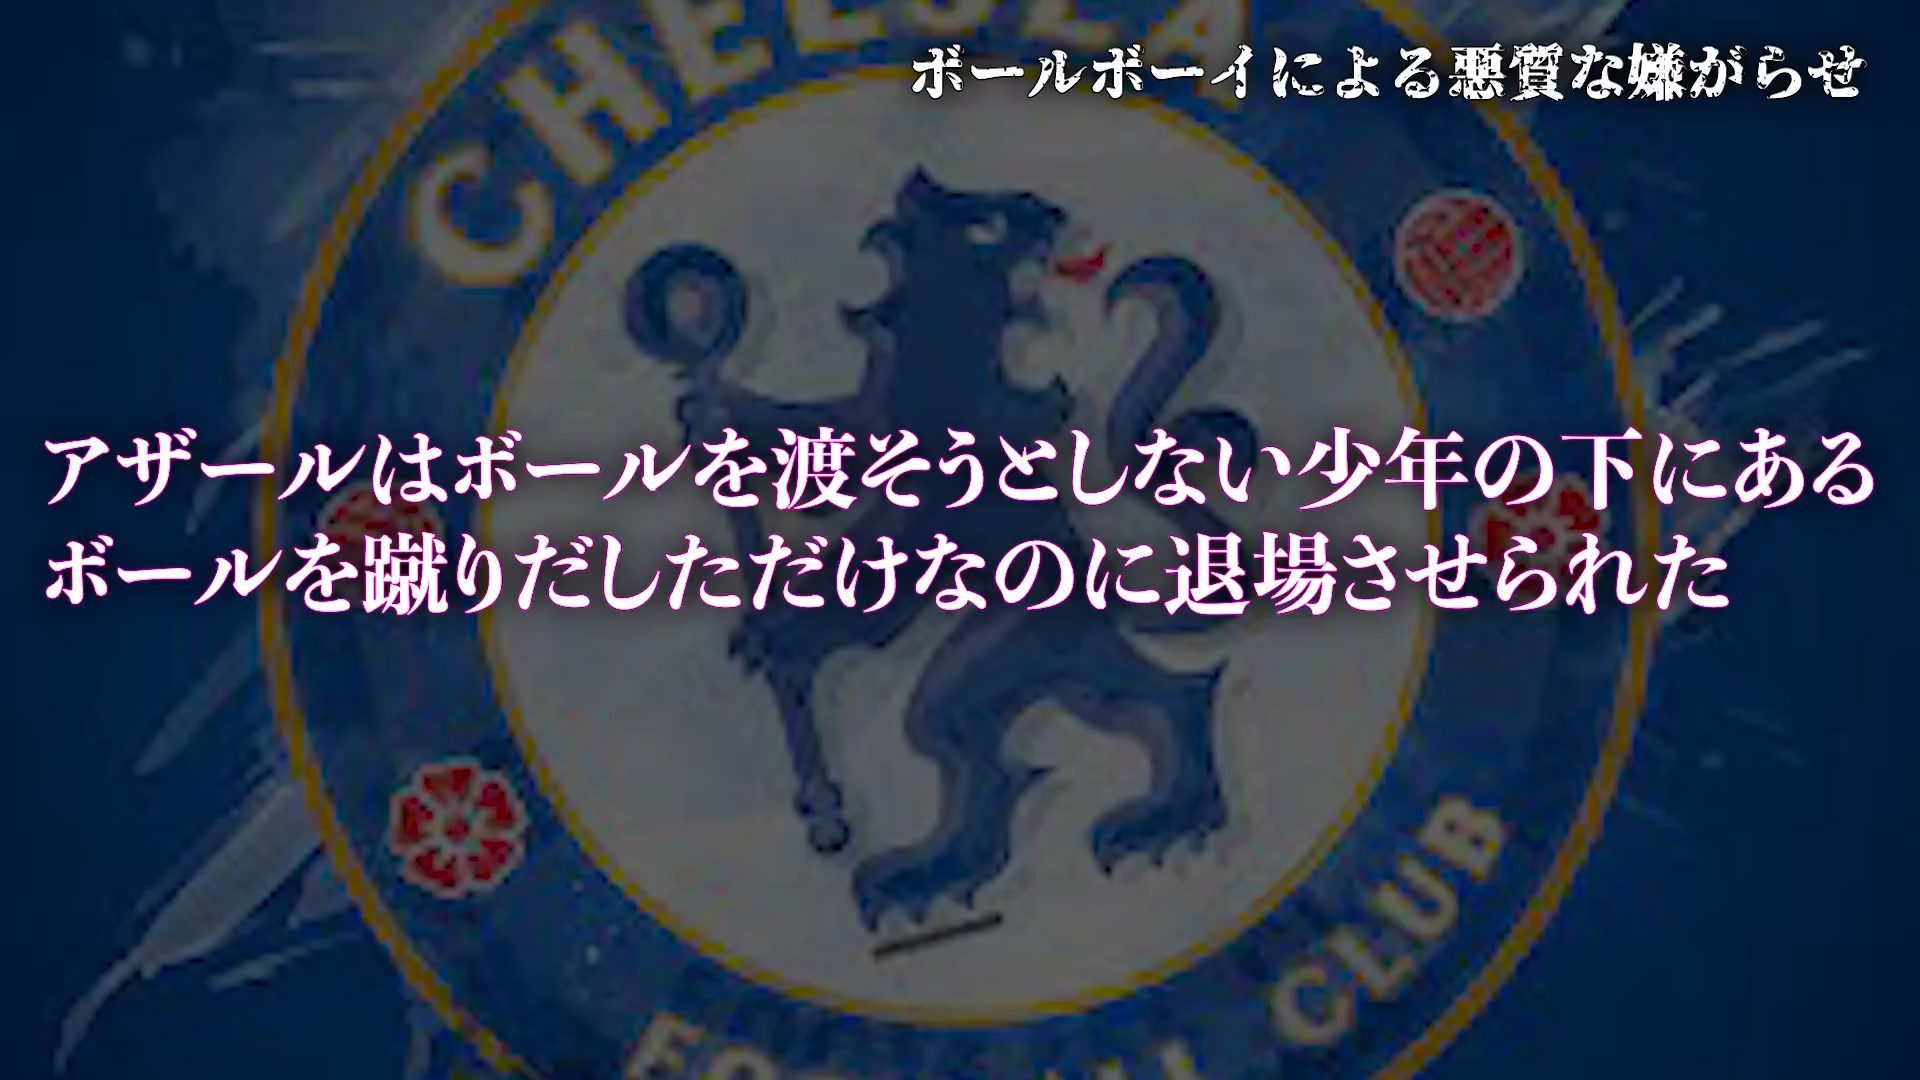 CHELSEA
ボールボーイによる悪質な嫌がらせ
アザールはボールを渡そうとしない少年の下にある
ボールを蹴りだしただけなのに退場させられた
FOOTBALL CLUB